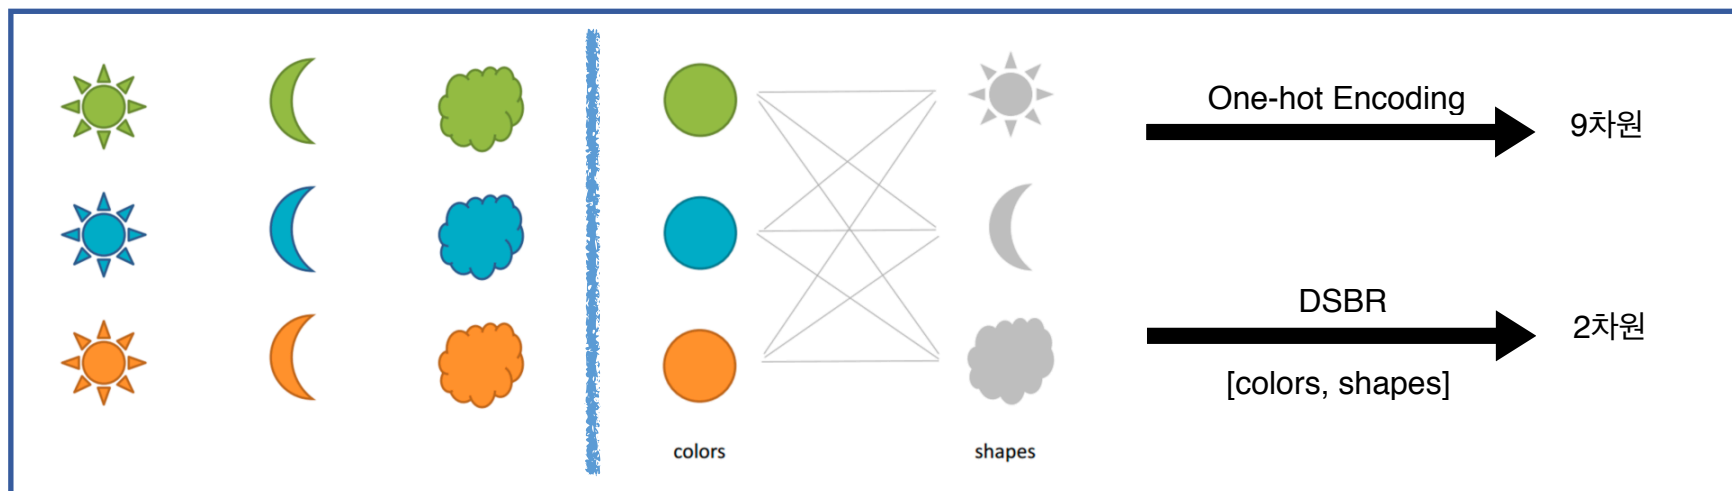 One-hot Encoding
9차원
DSBR
2차원
[colors, shapes]
colors
shapes